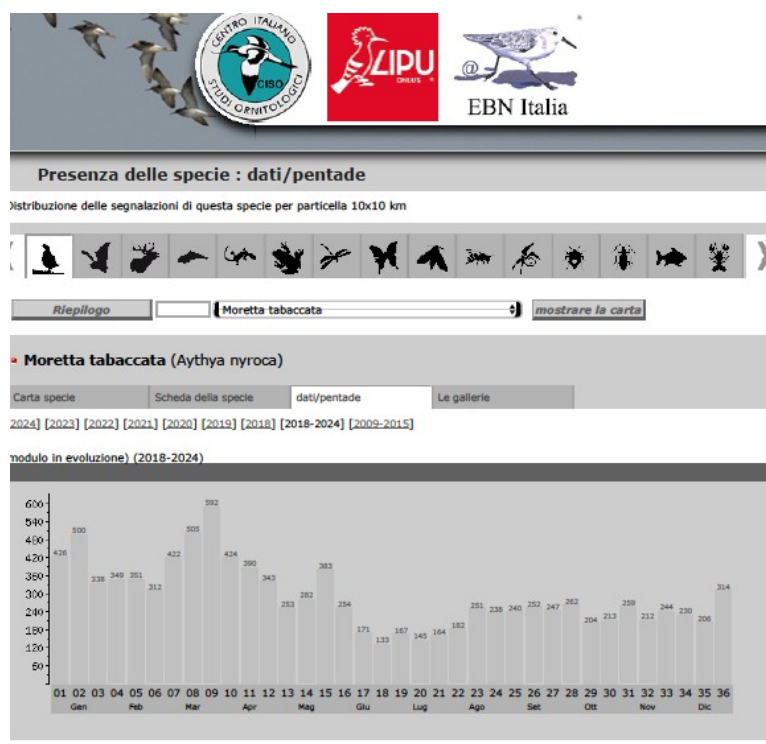 CENTRO ITALIANO
STUDI ORNITOLOGICI
CISO
LIPU
ONLUS
@
EBN Italia
Presenza delle specie : dati/pentade
Distribuzione delle segnalazioni di questa specie per particella 10x10 km
Riepilogo Moretta tabaccata mostrare la carta
Moretta tabaccata (Aythya nyroca)
Carta specie Scheda della specie dati/pentade Le gallerie
2024] [2023] [2022] [2021] [2020] [2019] [2018] [2018-2024] [2009-2015]
modulo in evoluzione) (2018-2024)
600
540
480
420
360
300
240
180
120
60
426 500 338 349 351 312 422 505 592 424 390 343 253 282 383 254 171 133 167 145 164 182 251 238 240 252 247 262 204 213 259 212 244 230 206 314
01 02 03 04 05 06 07 08 09 10 11 12 13 14 15 16 17 18 19 20 21 22 23 24 25 26 27 28 29 30 31 32 33 34 35 36
Gen Feb Mar Apr Mag Giu Lug Ago Set Ott Nov Dic